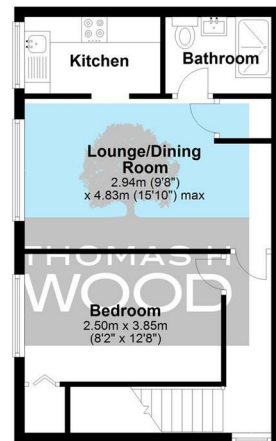 Kitchen
Bathroom
Lounge/Dining
Room
2.94m (9'8")
x 4.83m (15'10") max
THOMAS H
WOOD
Bedroom
2.50m x 3.85m
(8'2" x 12'8")